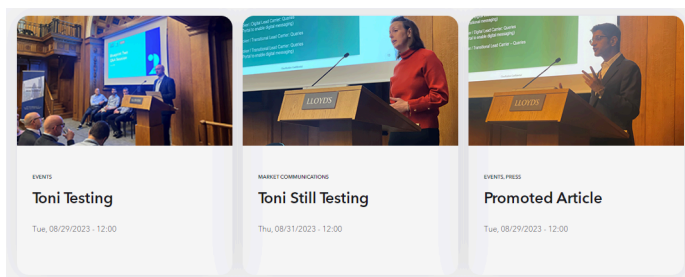 LLOYDS
EVENTS
Toni Testing
Tue, 08/29/2023 - 12:00
LLOYDS
MARKET COMMUNICATIONS
Toni Still Testing
Thu, 08/31/2023 - 12:00
LLOYDS
EVENTS, PRESS
Promoted Article
Tue, 08/29/2023 - 12:00